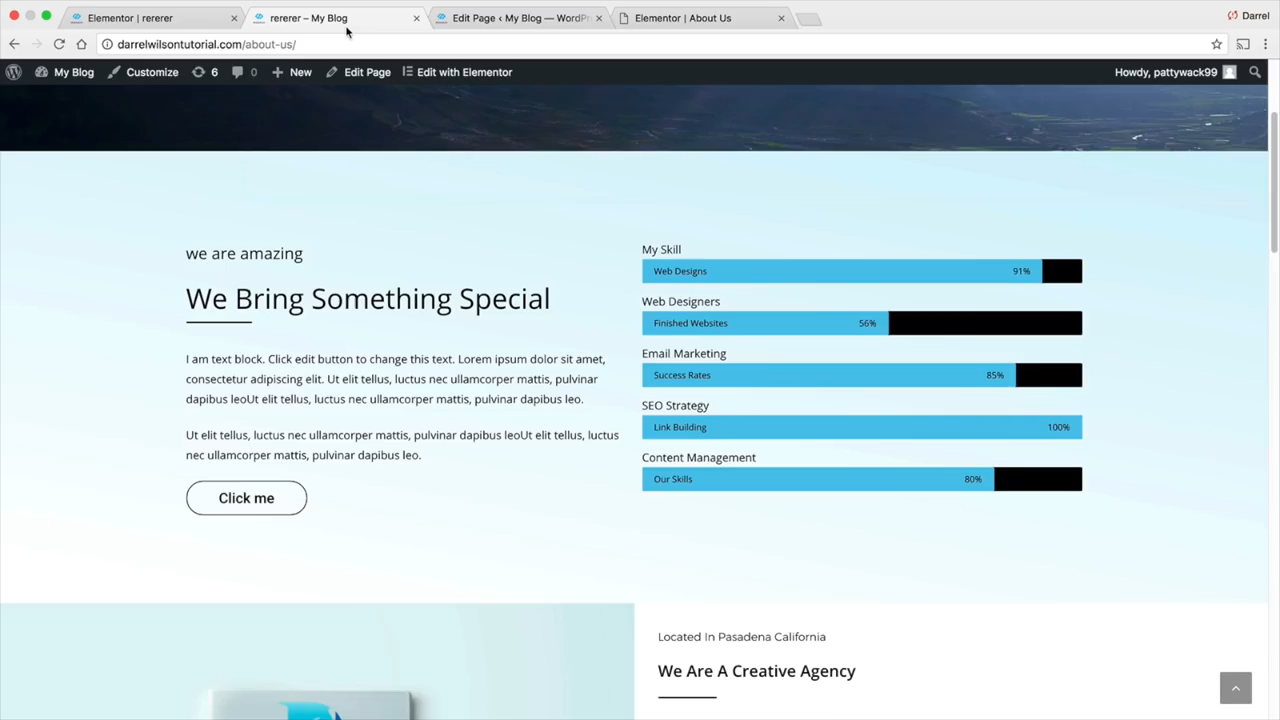 Elementor | rererer
rererer – My Blog
Edit Page ‹ My Blog — WordPr
Elementor | About Us
Darrel
darrelwilsontutorial.com/about-us/
My Blog
Customize
6
0
New
Edit Page
Edit with Elementor
Howdy, pattywack99
we are amazing
We Bring Something Special
I am text block. Click edit button to change this text. Lorem ipsum dolor sit amet,
consectetur adipiscing elit. Ut elit tellus, luctus nec ullamcorper mattis, pulvinar
dapibus leoUt elit tellus, luctus nec ullamcorper mattis, pulvinar dapibus leo.
Ut elit tellus, luctus nec ullamcorper mattis, pulvinar dapibus leoUt elit tellus, luctus
nec ullamcorper mattis, pulvinar dapibus leo.
Click me
My Skill
Web Designs 91%
Web Designers
Finished Websites 56%
Email Marketing
Success Rates 85%
SEO Strategy
Link Building 100%
Content Management
Our Skills 80%
Located In Pasadena California
We Are A Creative Agency